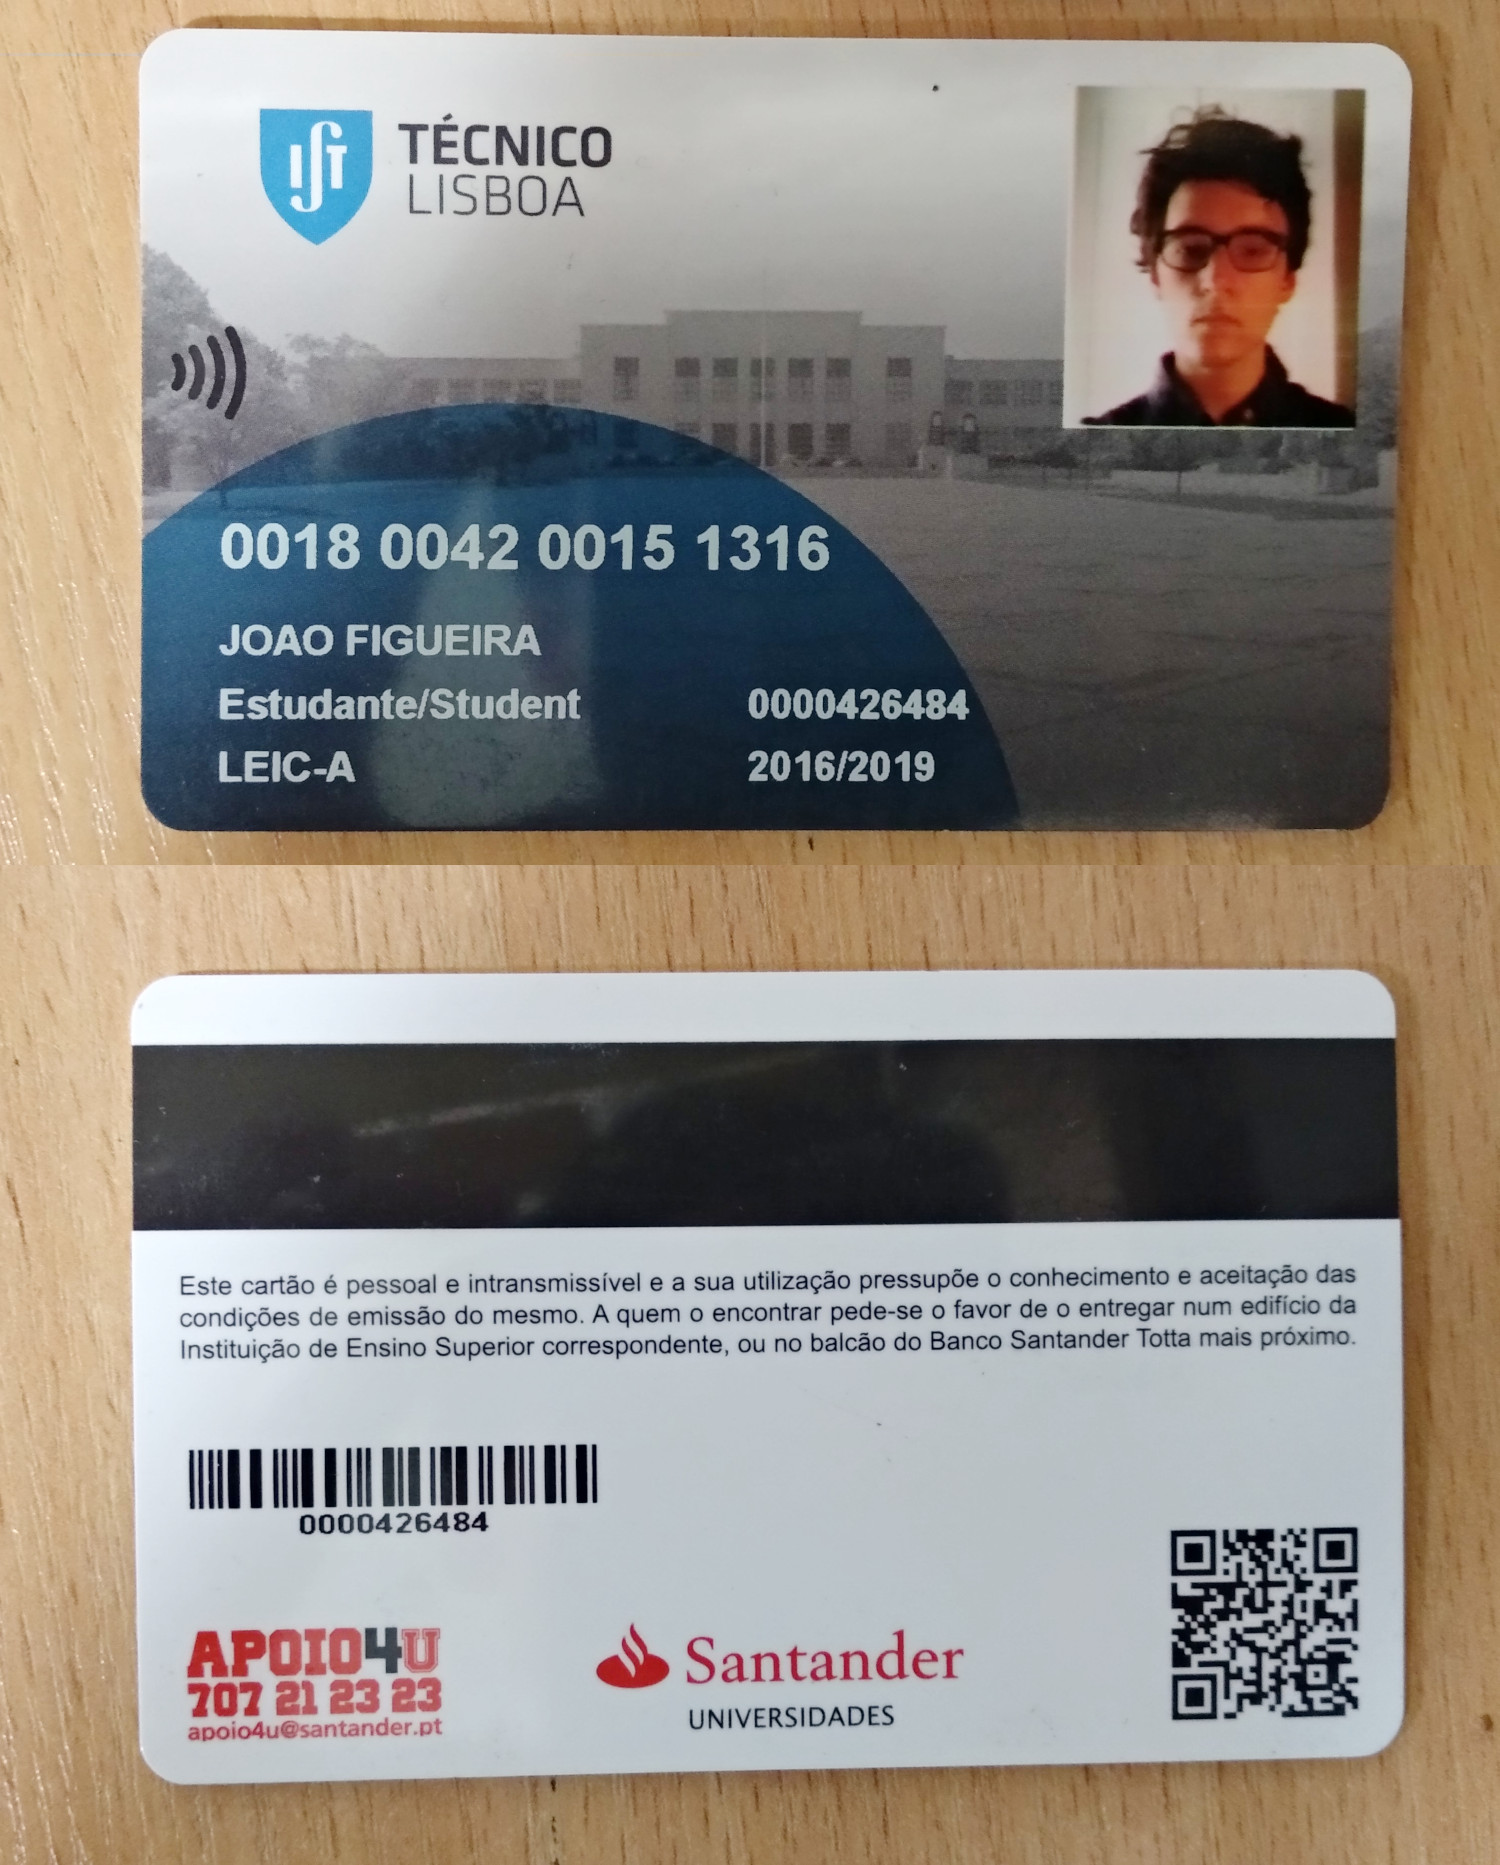 IST
TÉCNICO
LISBOA
0018 0042 0015 1316
JOAO FIGUEIRA
Estudante/Student 0000426484
LEIC-A 2016/2019
Este cartão é pessoal e intransmissível e a sua utilização pressupõe o conhecimento e aceitação das
condições de emissão do mesmo. A quem o encontrar pede-se o favor de o entregar num edifício da
Instituição de Ensino Superior correspondente, ou no balcão do Banco Santander Totta mais próximo.
0000426484
APOIO4U
707 21 23 23
apoio4u@santander.pt
Santander
UNIVERSIDADES